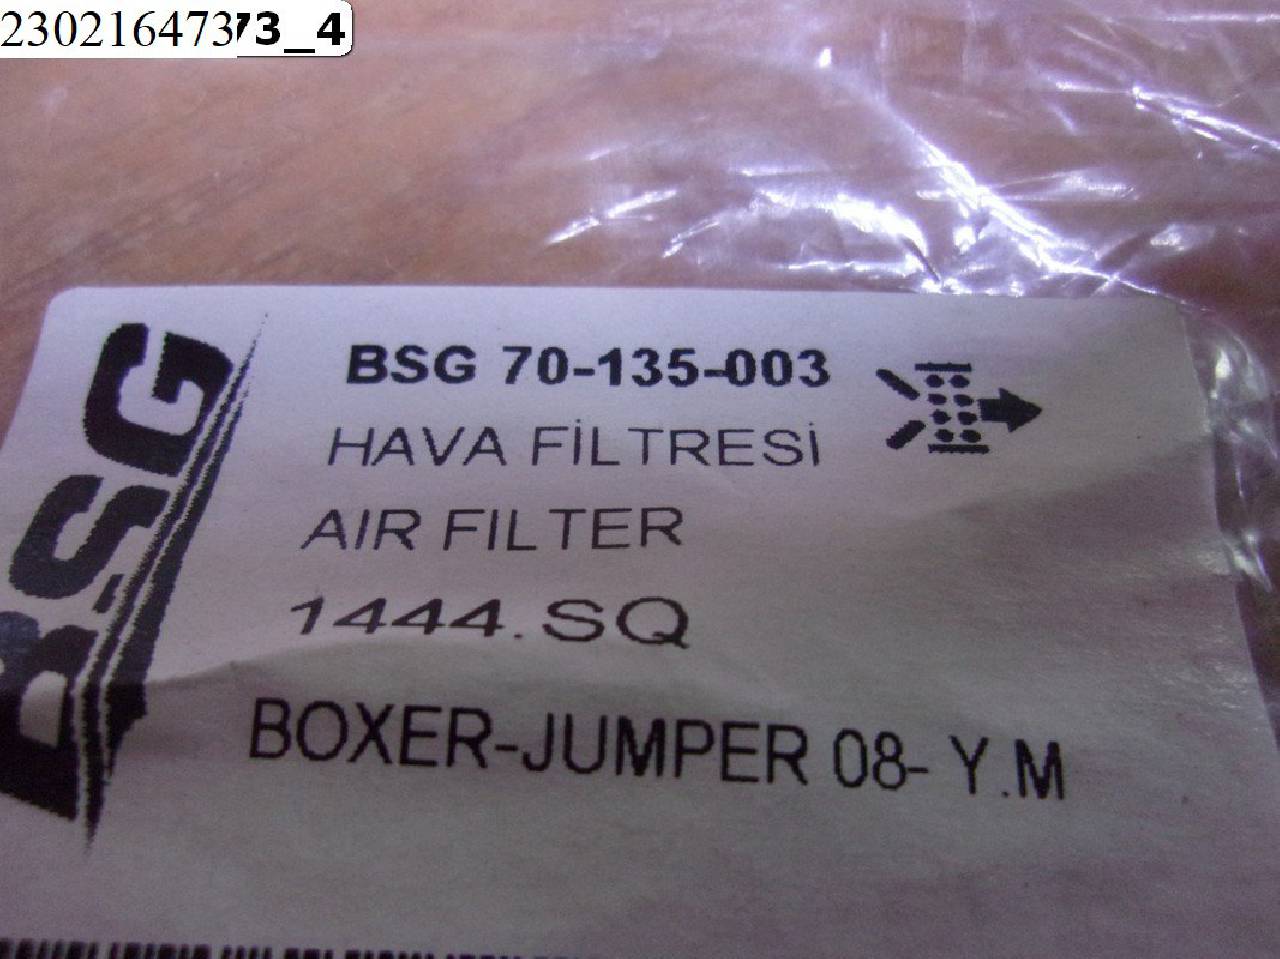 23021647373_4
BSG
BSG 70-135-003
HAVA FİLTRESİ
AIR FILTER
1444.SQ
BOXER-JUMPER 08- Y.M